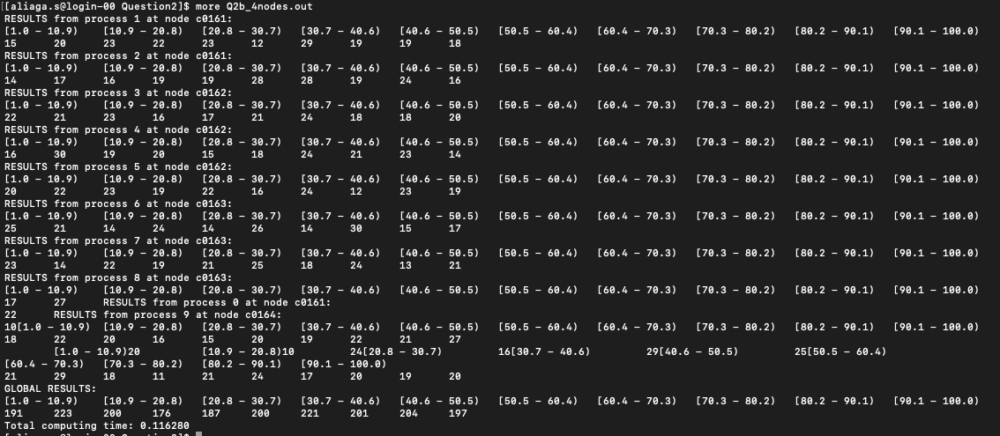 [[aliaga.s@login-00 Question2]$ more Q2b_4nodes.out
RESULTS from process 1 at node c0161:
[1.0 - 10.9) [10.9 - 20.8) [20.8 - 30.7) [30.7 - 40.6) [40.6 - 50.5) [50.5 - 60.4) [60.4 - 70.3) [70.3 - 80.2) [80.2 - 90.1) [90.1 - 100.0)
15 20 23 22 23 12 29 19 19 18
RESULTS from process 2 at node c0161:
[1.0 - 10.9) [10.9 - 20.8) [20.8 - 30.7) [30.7 - 40.6) [40.6 - 50.5) [50.5 - 60.4) [60.4 - 70.3) [70.3 - 80.2) [80.2 - 90.1) [90.1 - 100.0)
14 17 16 19 19 28 28 19 24 16
RESULTS from process 3 at node c0162:
[1.0 - 10.9) [10.9 - 20.8) [20.8 - 30.7) [30.7 - 40.6) [40.6 - 50.5) [50.5 - 60.4) [60.4 - 70.3) [70.3 - 80.2) [80.2 - 90.1) [90.1 - 100.0)
22 21 23 16 17 21 24 18 18 20
RESULTS from process 4 at node c0162:
[1.0 - 10.9) [10.9 - 20.8) [20.8 - 30.7) [30.7 - 40.6) [40.6 - 50.5) [50.5 - 60.4) [60.4 - 70.3) [70.3 - 80.2) [80.2 - 90.1) [90.1 - 100.0)
16 30 19 20 15 18 24 21 23 14
RESULTS from process 5 at node c0162:
[1.0 - 10.9) [10.9 - 20.8) [20.8 - 30.7) [30.7 - 40.6) [40.6 - 50.5) [50.5 - 60.4) [60.4 - 70.3) [70.3 - 80.2) [80.2 - 90.1) [90.1 - 100.0)
20 22 23 19 22 16 24 12 23 19
RESULTS from process 6 at node c0163:
[1.0 - 10.9) [10.9 - 20.8) [20.8 - 30.7) [30.7 - 40.6) [40.6 - 50.5) [50.5 - 60.4) [60.4 - 70.3) [70.3 - 80.2) [80.2 - 90.1) [90.1 - 100.0)
25 21 14 24 14 26 14 30 15 17
RESULTS from process 7 at node c0163:
[1.0 - 10.9) [10.9 - 20.8) [20.8 - 30.7) [30.7 - 40.6) [40.6 - 50.5) [50.5 - 60.4) [60.4 - 70.3) [70.3 - 80.2) [80.2 - 90.1) [90.1 - 100.0)
23 14 22 19 21 25 18 24 13 21
RESULTS from process 8 at node c0163:
[1.0 - 10.9) [10.9 - 20.8) [20.8 - 30.7) [30.7 - 40.6) [40.6 - 50.5) [50.5 - 60.4) [60.4 - 70.3) [70.3 - 80.2) [80.2 - 90.1) [90.1 - 100.0)
17 27 RESULTS from process 0 at node c0161:
22 RESULTS from process 9 at node c0164:
10[1.0 - 10.9) [10.9 - 20.8) [20.8 - 30.7) [30.7 - 40.6) [40.6 - 50.5) [50.5 - 60.4) [60.4 - 70.3) [70.3 - 80.2) [80.2 - 90.1) [90.1 - 100.0)
18 22 20 16 15 20 19 22 21 27
[1.0 - 10.9)20 [10.9 - 20.8)10 24[20.8 - 30.7) 16[30.7 - 40.6) 29[40.6 - 50.5) 25[50.5 - 60.4)
[60.4 - 70.3) [70.3 - 80.2) [80.2 - 90.1) [90.1 - 100.0)
21 29 18 11 21 24 17 20 19 20
GLOBAL RESULTS:
[1.0 - 10.9) [10.9 - 20.8) [20.8 - 30.7) [30.7 - 40.6) [40.6 - 50.5) [50.5 - 60.4) [60.4 - 70.3) [70.3 - 80.2) [80.2 - 90.1) [90.1 - 100.0)
191 223 200 176 187 200 221 201 204 197
Total computing time: 0.116280